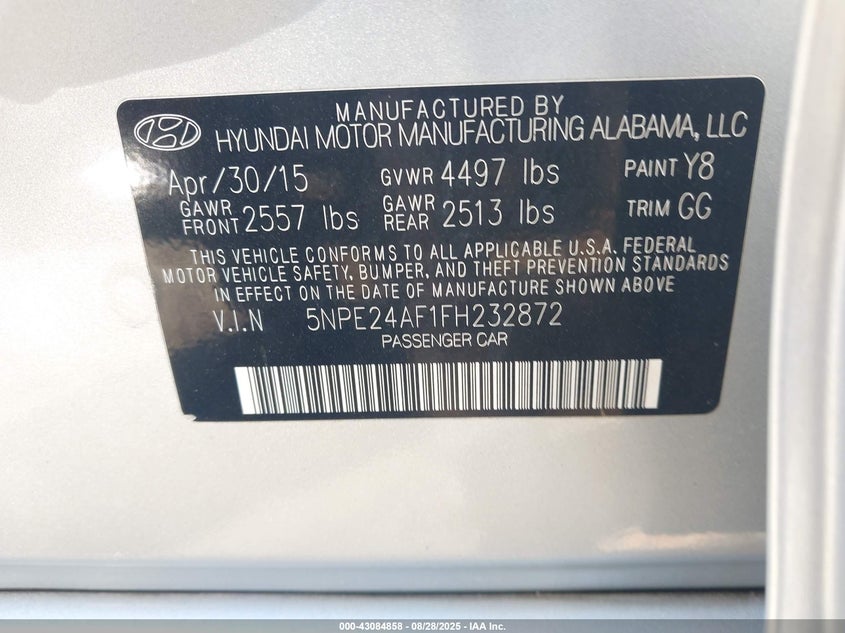 MANUFACTURED BY
HYUNDAI MOTOR MANUFACTURING ALABAMA, LLC
Apr/30/15 GVWR 4497 lbs PAINT Y8
GAWR FRONT 2557 lbs GAWR REAR 2513 lbs TRIM GG
THIS VEHICLE CONFORMS TO ALL APPLICABLE U.S.A. FEDERAL
MOTOR VEHICLE SAFETY, BUMPER, AND THEFT PREVENTION STANDARDS
IN EFFECT ON THE DATE OF MANUFACTURE SHOWN ABOVE
V.I.N 5NPE24AF1FH232872
PASSENGER CAR
000-43084858 - 08/28/2025 - IAA Inc.